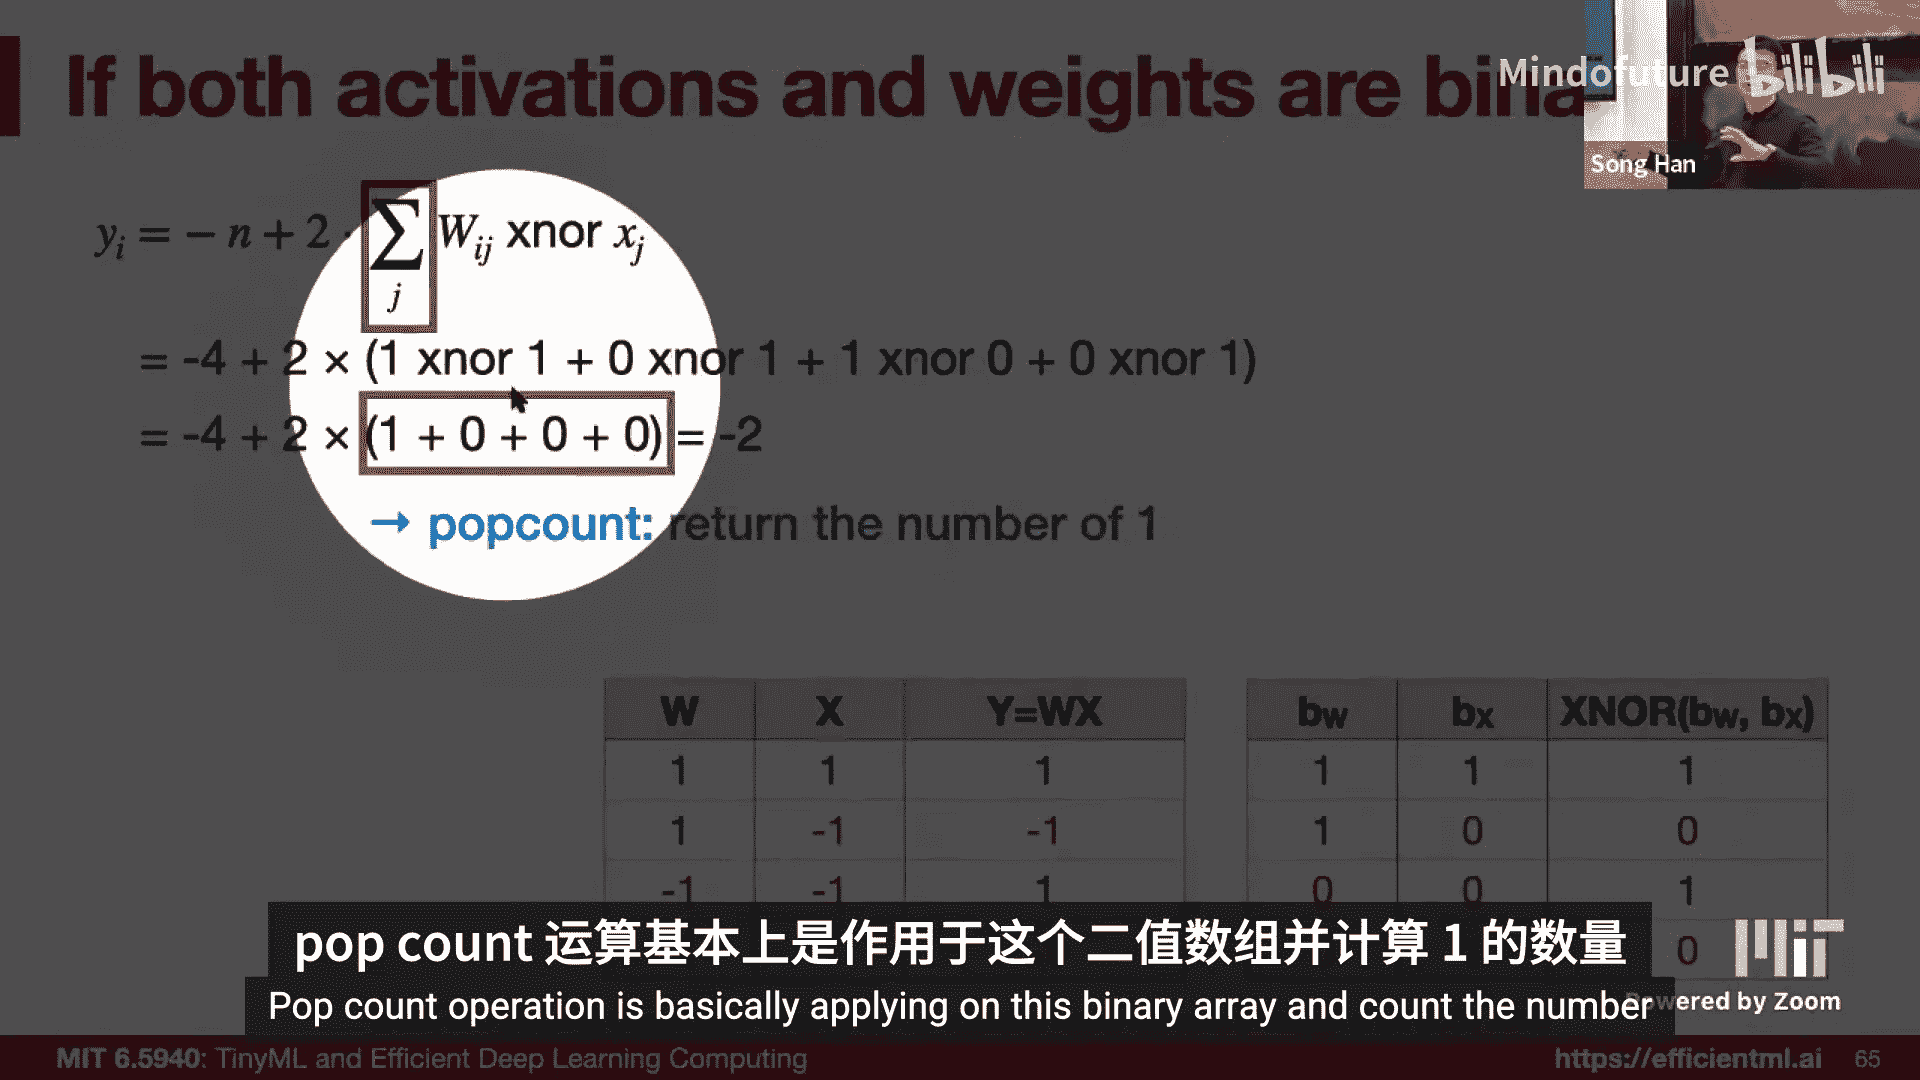 If both activations and weights are bina
Mindofuture bilibili
Song Han
yᵢ = − n + 2 · ∑ⱼ Wᵢⱼ xnor xⱼ
= -4 + 2 × (1 xnor 1 + 0 xnor 1 + 1 xnor 0 + 0 xnor 1)
= -4 + 2 × (1 + 0 + 0 + 0) = -2
→ popcount: return the number of 1
W X Y=WX bW bX XNOR(bW, bX)
1 1 1 1 1 1
1 -1 -1 1 0 0
-1 -1 1 0 0 1
0
pop count 运算基本上是作用于这个二值数组并计算 1 的数量
MIT
Pop count operation is basically applying on this binary array and count the number
Powered by Zoom
MIT 6.5940: TinyML and Efficient Deep Learning Computing
https://efficientml.ai 65